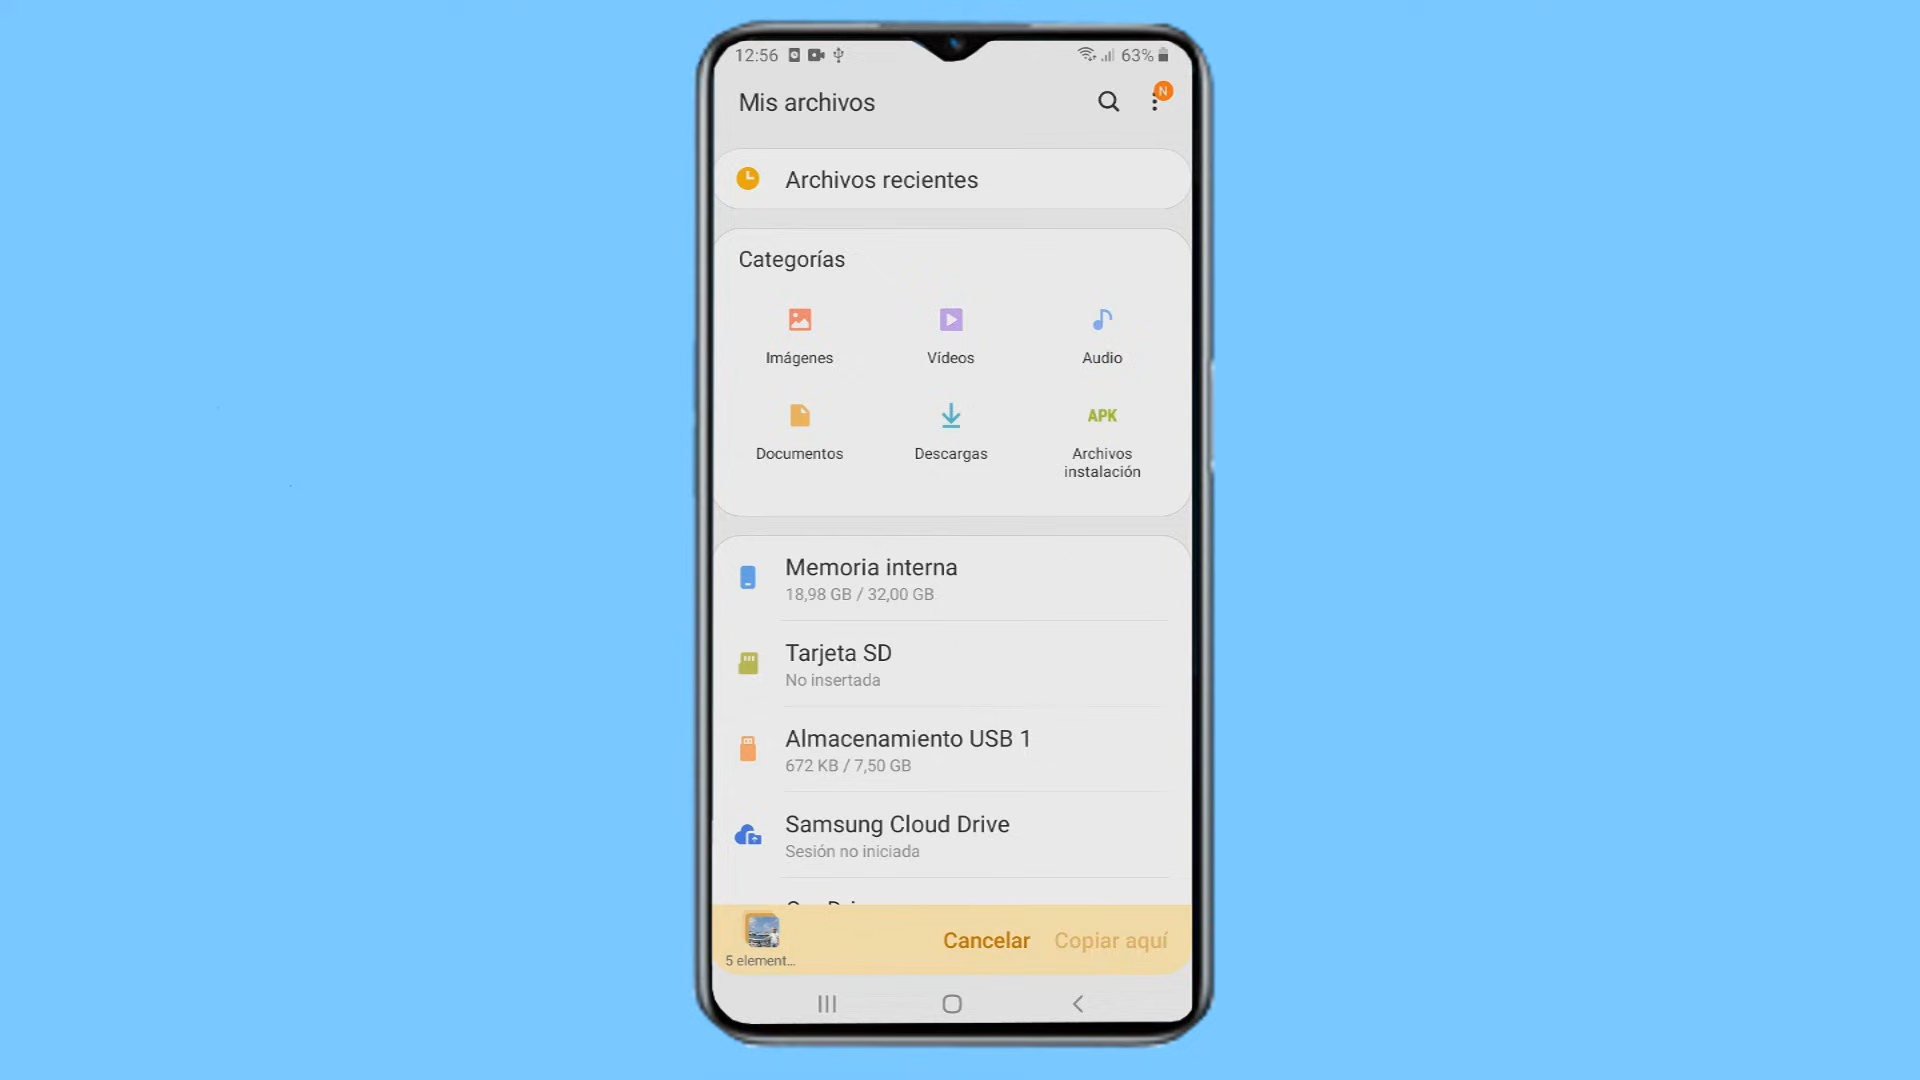 12:56
63%
Mis archivos
N
Archivos recientes
Categorías
Imágenes
Vídeos
Audio
APK
Documentos
Descargas
Archivos
instalación
Memoria interna
18,98 GB / 32,00 GB
Tarjeta SD
No insertada
Almacenamiento USB 1
672 KB / 7,50 GB
Samsung Cloud Drive
Sesión no iniciada
5 element...
Cancelar
Copiar aquí